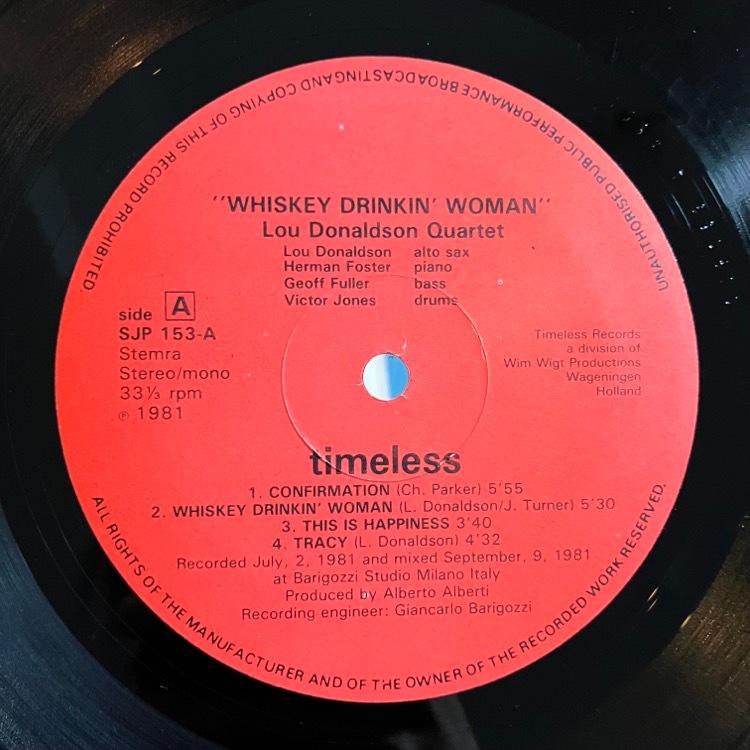 UNAUTHORISED PUBLIC PERFORMANCE BROADCASTING AND COPYING OF THIS RECORD PROHIBITED.
"WHISKEY DRINKIN' WOMAN"
Lou Donaldson Quartet
Lou Donaldson alto sax
Herman Foster piano
Geoff Fuller bass
Victor Jones drums
side A
SJP 153-A
Stemra
Stereo/mono
33⅓ rpm
℗ 1981
Timeless Records
a division of
Wim Wigt Productions
Wageningen
Holland
timeless
1. CONFIRMATION (Ch. Parker) 5'55
2. WHISKEY DRINKIN' WOMAN (L. Donaldson/J. Turner) 5'30
3. THIS IS HAPPINESS 3'40
4. TRACY (L. Donaldson) 4'32
Recorded July, 2, 1981 and mixed September, 9, 1981
at Barigozzi Studio Milano Italy
Produced by Alberto Alberti
Recording engineer: Giancarlo Barigozzi
ALL RIGHTS OF THE MANUFACTURER AND OF THE OWNER OF THE RECORDED WORK RESERVED.